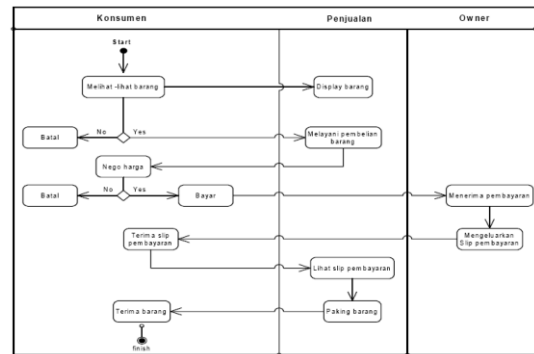 Konsumen
Penjualan
Owner
Start
Melihat -lihat barang
Display barang
No
Yes
Batal
Melayani pembelian
barang
Nego harga
No
Yes
Batal
Bayar
Menerima pembayaran
Terima slip
pembayaran
Mengeluarkan
Slip pembayaran
Lihat slip pembayaran
Terima barang
Paking barang
finish